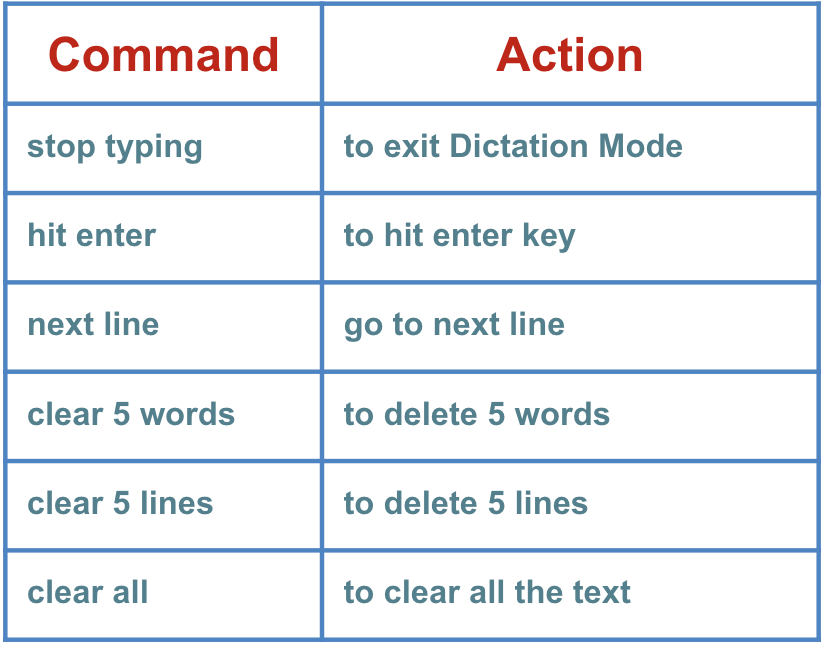 Command Action
stop typing to exit Dictation Mode
hit enter to hit enter key
next line go to next line
clear 5 words to delete 5 words
clear 5 lines to delete 5 lines
clear all to clear all the text